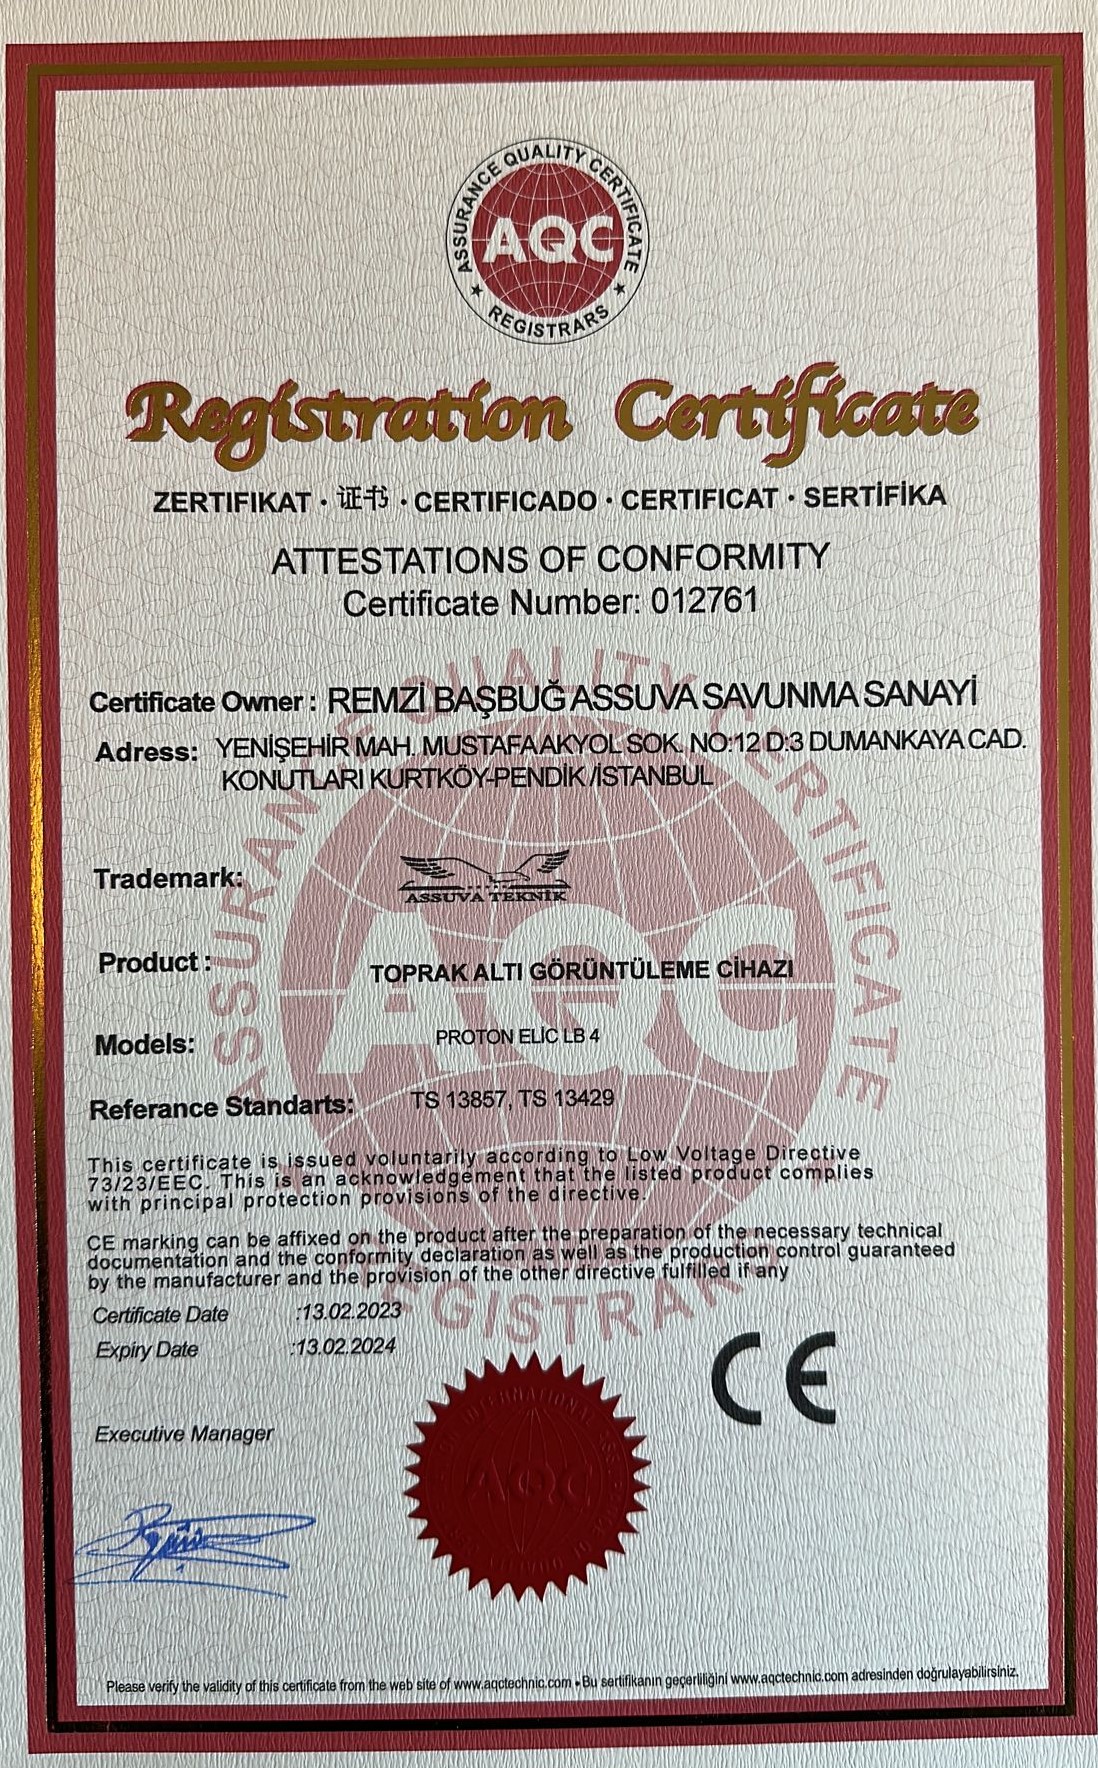 ASSURANCE QUALITY CERTIFICATE
AQC
REGISTRARS
Registration Certificate
ZERTIFIKAT · 证书 · CERTIFICADO · CERTIFICAT · SERTİFİKA
ATTESTATIONS OF CONFORMITY
Certificate Number: 012761
Certificate Owner : REMZİ BAŞBUĞ ASSUVA SAVUNMA SANAYİ
Adress: YENİŞEHİR MAH. MUSTAFA AKYOL SOK. NO:12 D:3 DUMANKAYA CAD.
KONUTLARI KURTKÖY-PENDİK /İSTANBUL
Trademark: ASSUVA TEKNİK
Product : TOPRAK ALTI GÖRÜNTÜLEME CİHAZI
Models: PROTON ELİC LB 4
Referance Standarts: TS 13857, TS 13429
This certificate is issued voluntarily according to Low Voltage Directive
73/23/EEC. This is an acknowledgement that the listed product complies
with principal protection provisions of the directive.
CE marking can be affixed on the product after the preparation of the necessary technical
documentation and the conformity declaration as well as the production control guaranteed
by the manufacturer and the provision of the other directive fulfilled if any
Certificate Date :13.02.2023
Expiry Date :13.02.2024
CE
Executive Manager
AQC
Please verify the validity of this certificate from the web site of www.aqctechnic.com • Bu sertifikanın geçerliliğini www.aqctechnic.com adresinden doğrulayabilirsiniz.